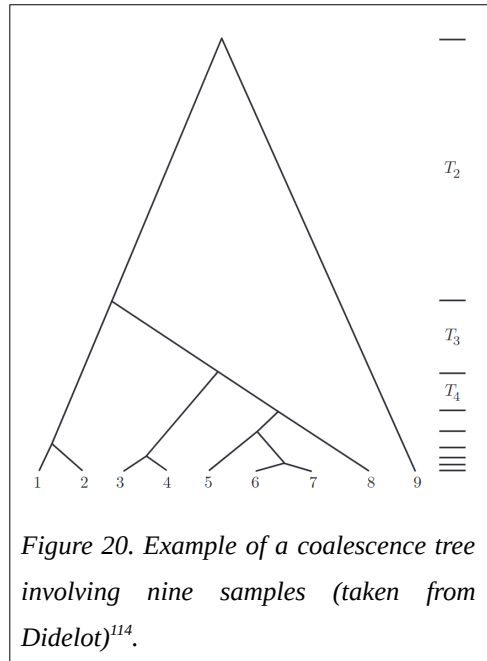 T2
T3
T4
1 2 3 4 5 6 7 8 9
Figure 20. Example of a coalescence tree
involving nine samples (taken from
Didelot)114.